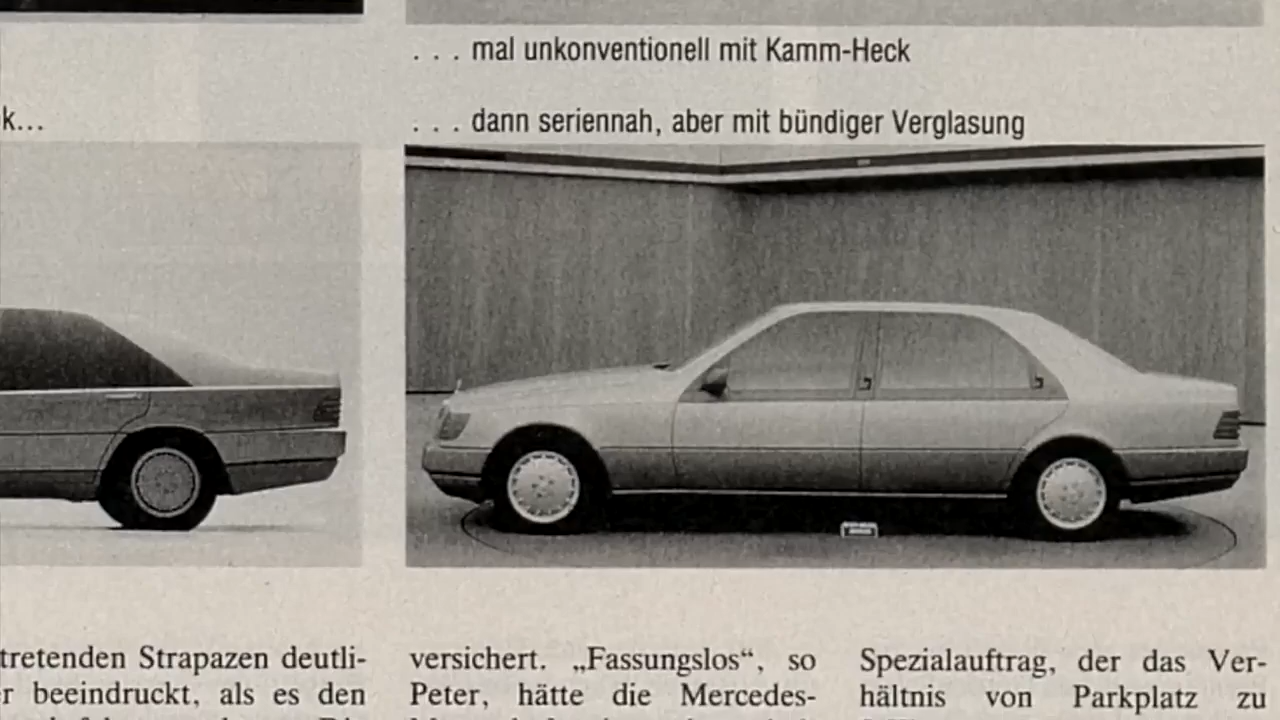 . . . mal unkonventionell mit Kamm-Heck
k...
. . . dann seriennah, aber mit bündiger Verglasung
tretenden Strapazen deutli-
r beeindruckt, als es den
versichert. „Fassungslos“, so
Peter, hätte die Mercedes-
Spezialauftrag, der das Ver-
hältnis von Parkplatz zu